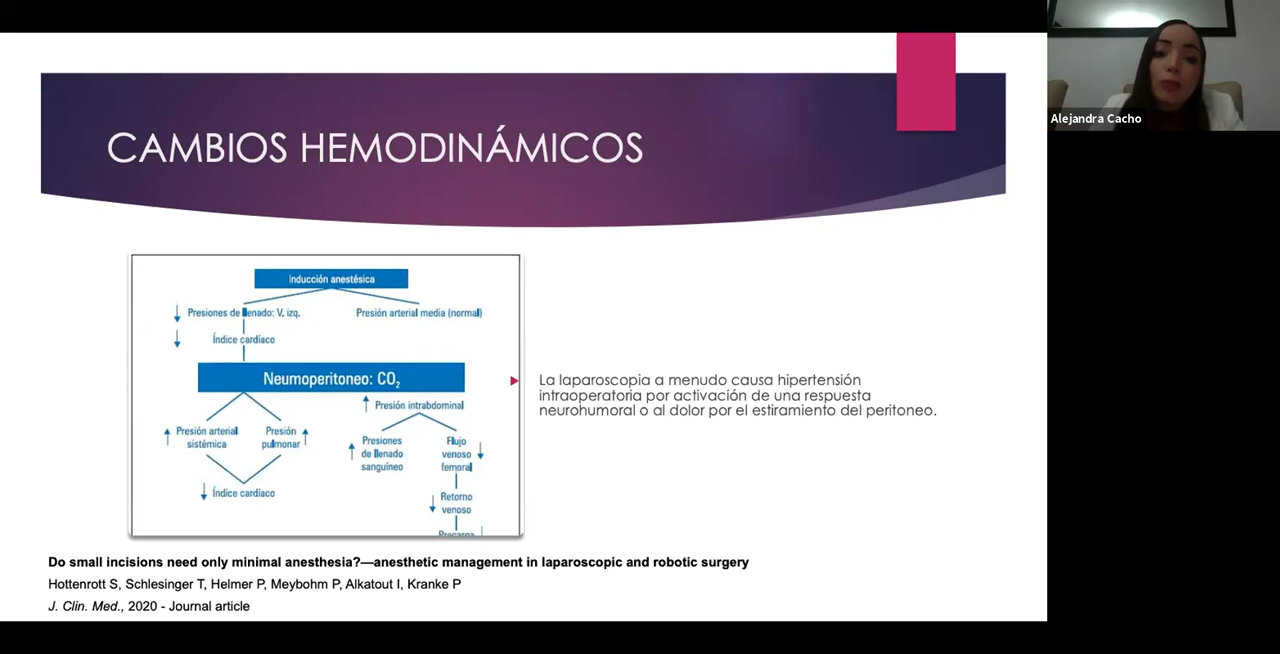 CAMBIOS HEMODINÁMICOS
Alejandra Cacho
Inducción anestésica
Presiones de llenado: V. izq.
Presión arterial media (normal)
Índice cardíaco
Neumoperitoneo: CO₂
Presión intrabdominal
Presión arterial
sistémica
Presión
pulmonar
Presiones
de llenado
sanguíneo
Flujo
venoso
femoral
Índice cardíaco
Retorno
venoso
Precarga
La laparoscopia a menudo causa hipertensión
intraoperatoria por activación de una respuesta
neurohumoral o al dolor por el estiramiento del peritoneo.
Do small incisions need only minimal anesthesia?—anesthetic management in laparoscopic and robotic surgery
Hottenrott S, Schlesinger T, Helmer P, Meybohm P, Alkatout I, Kranke P
J. Clin. Med., 2020 - Journal article